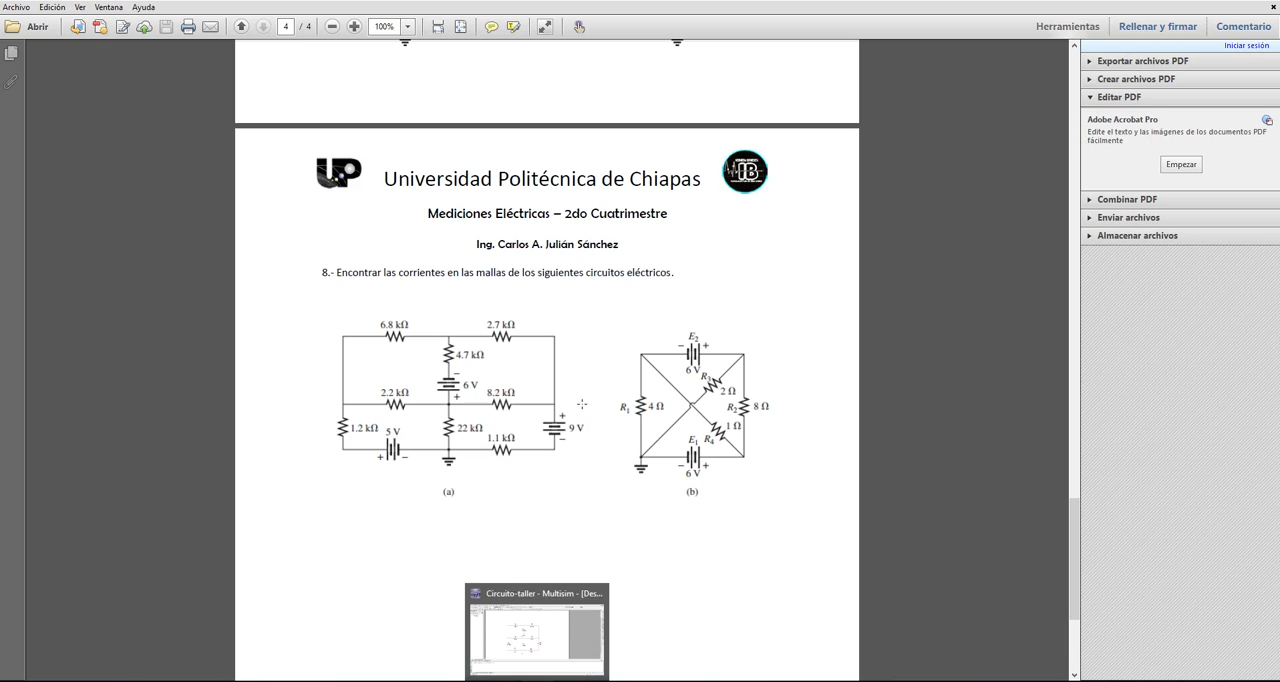 Archivo Edición Ver Ventana Ayuda ×
Abrir 4 / 4 100% Herramientas Rellenar y firmar Comentario
Iniciar sesión
Exportar archivos PDF
Crear archivos PDF
Editar PDF
Adobe Acrobat Pro
Edite el texto y las imágenes de los documentos PDF
fácilmente
Empezar
Combinar PDF
Enviar archivos
Almacenar archivos
UP Universidad Politécnica de Chiapas IB
Mediciones Eléctricas – 2do Cuatrimestre
Ing. Carlos A. Julián Sánchez
8.- Encontrar las corrientes en las mallas de los siguientes circuitos eléctricos.
6.8 kΩ 2.7 kΩ
4.7 kΩ
−
6 V
+
2.2 kΩ 8.2 kΩ
1.2 kΩ 5 V 22 kΩ + 9 V
−
1.1 kΩ
+ −
(a)
E2
− +
6 V
R3 2 Ω
R1 4 Ω R2 8 Ω
1 Ω
E1 R4
− +
6 V
(b)
Circuito-taller - Multisim - [Des...